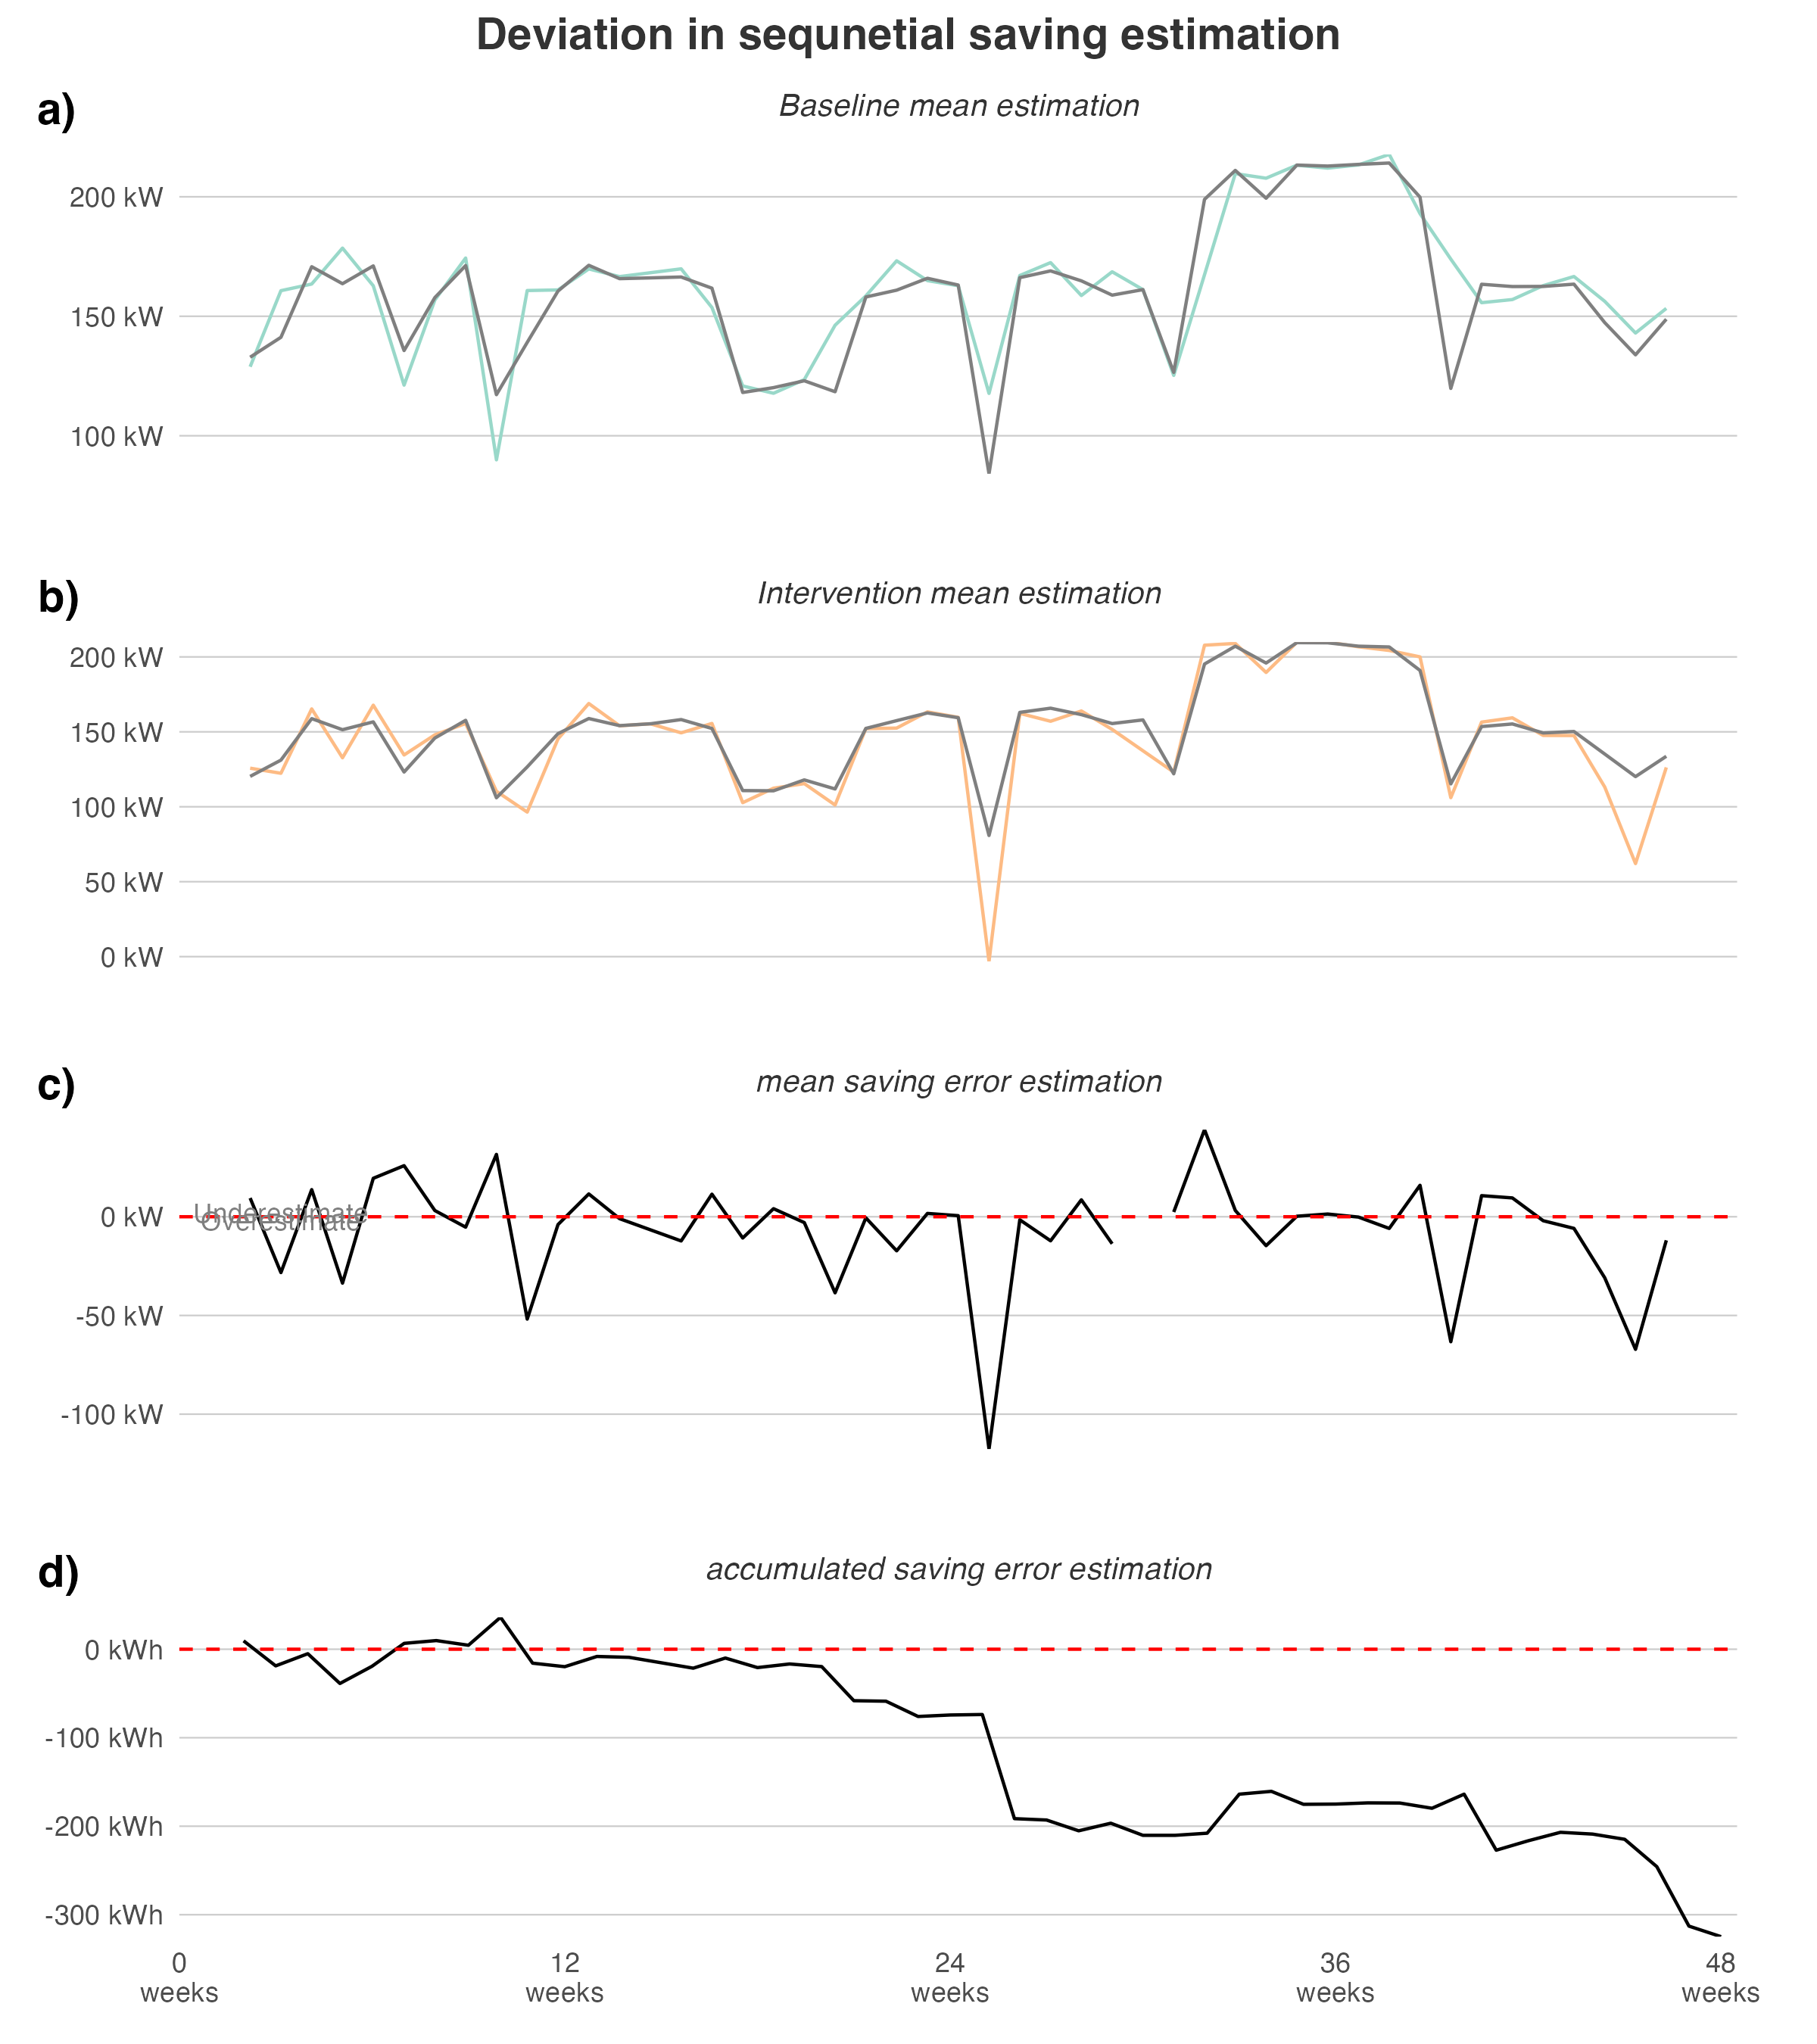 Deviation in sequnetial saving estimation
a)
Baseline mean estimation
200 kW
150 kW
100 kW
b)
Intervention mean estimation
200 kW
150 kW
100 kW
50 kW
0 kW
c)
mean saving error estimation
Underestimate
0 kW
Overestimate
-50 kW
-100 kW
d)
accumulated saving error estimation
0 kWh
-100 kWh
-200 kWh
-300 kWh
0 12 24 36 48
weeks weeks weeks weeks weeks